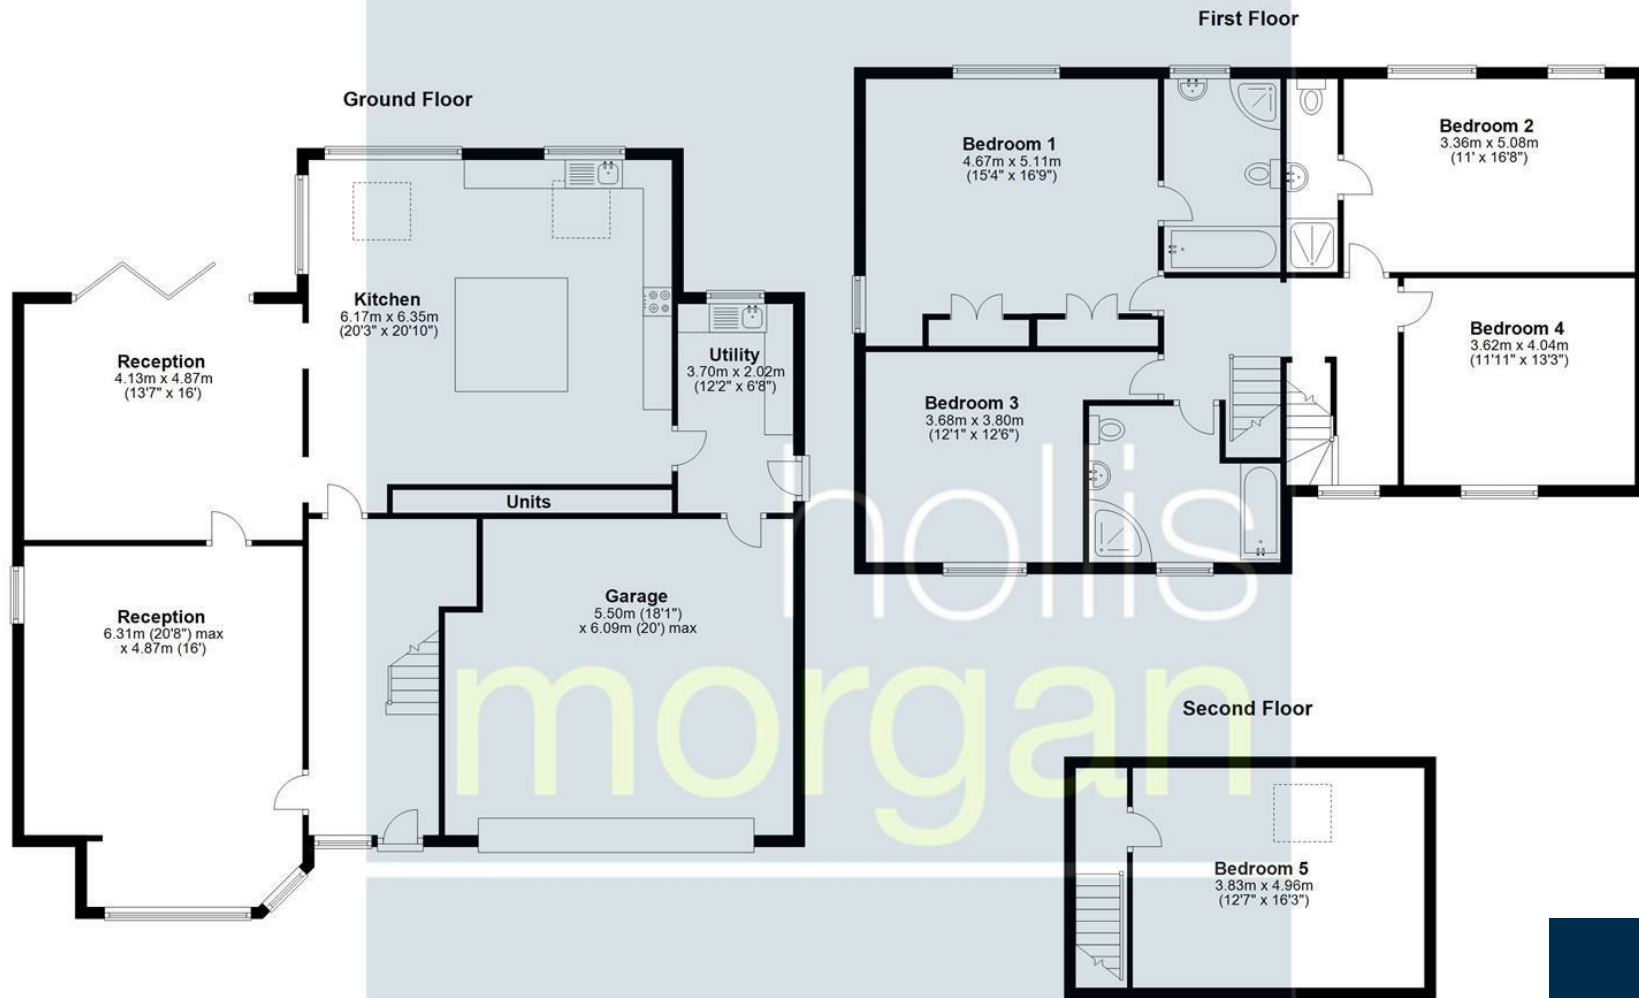 First Floor
Ground Floor
Bedroom 1
4.67m x 5.11m
(15'4" x 16'9")
Bedroom 2
3.36m x 5.08m
(11' x 16'8")
Kitchen
6.17m x 6.35m
(20'3" x 20'10")
Reception
4.13m x 4.87m
(13'7" x 16')
Utility
3.70m x 2.02m
(12'2" x 6'8")
Bedroom 3
3.68m x 3.80m
(12'1" x 12'6")
Bedroom 4
3.62m x 4.04m
(11'11" x 13'3")
Units
Reception
6.31m (20'8") max
x 4.87m (16')
Garage
5.50m (18'1")
x 6.09m (20') max
hollis
morgan
Second Floor
Bedroom 5
3.83m x 4.96m
(12'7" x 16'3")